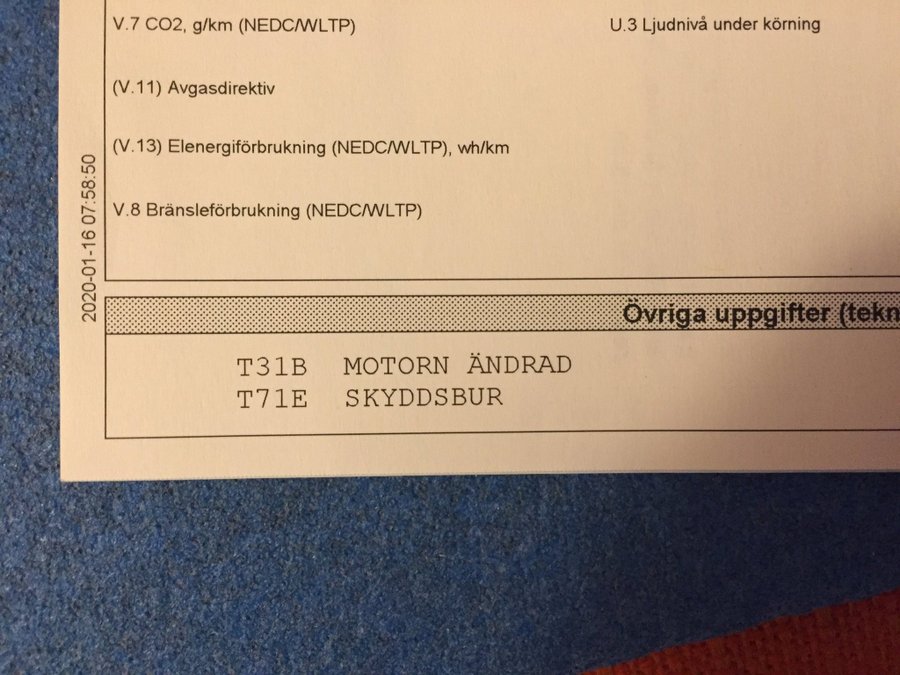 V.7 CO2, g/km (NEDC/WLTP)
U.3 Ljudnivå under körning
(V.11) Avgasdirektiv
(V.13) Elenergiförbrukning (NEDC/WLTP), wh/km
V.8 Bränsleförbrukning (NEDC/WLTP)
2020-01-16 07:58:50
Övriga uppgifter (tekn
T31B MOTORN ÄNDRAD
T71E SKYDDSBUR